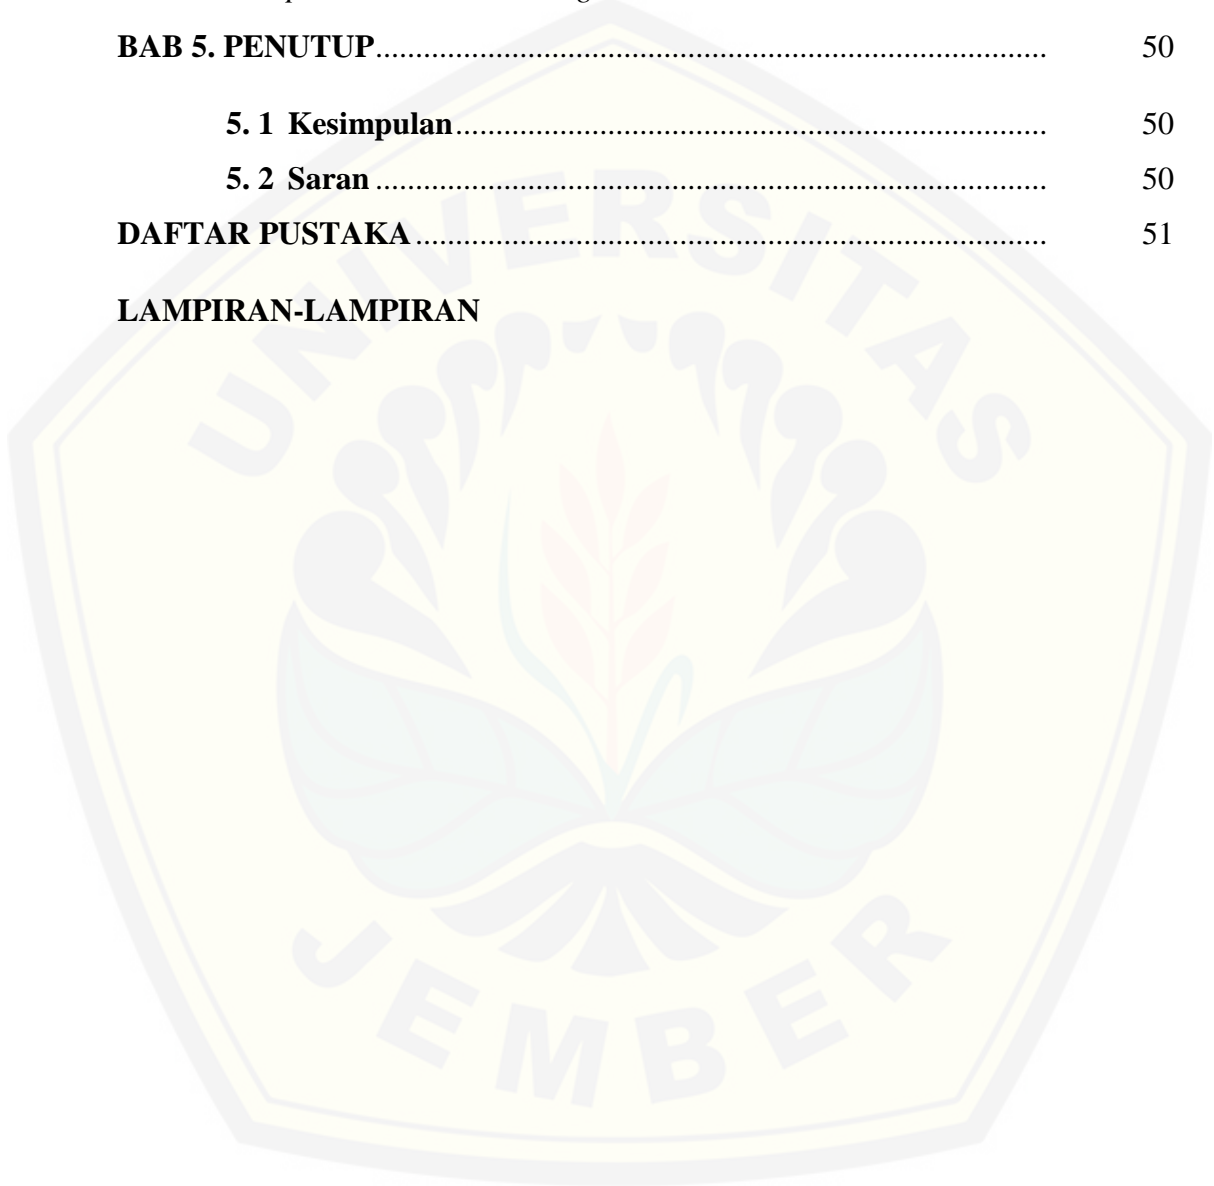 BAB 5. PENUTUP...................................................................... 50
5. 1 Kesimpulan.............................................................. 50
5. 2 Saran...................................................................... 50
DAFTAR PUSTAKA.................................................................. 51
LAMPIRAN-LAMPIRAN
UNIVERSITAS
JEMBER